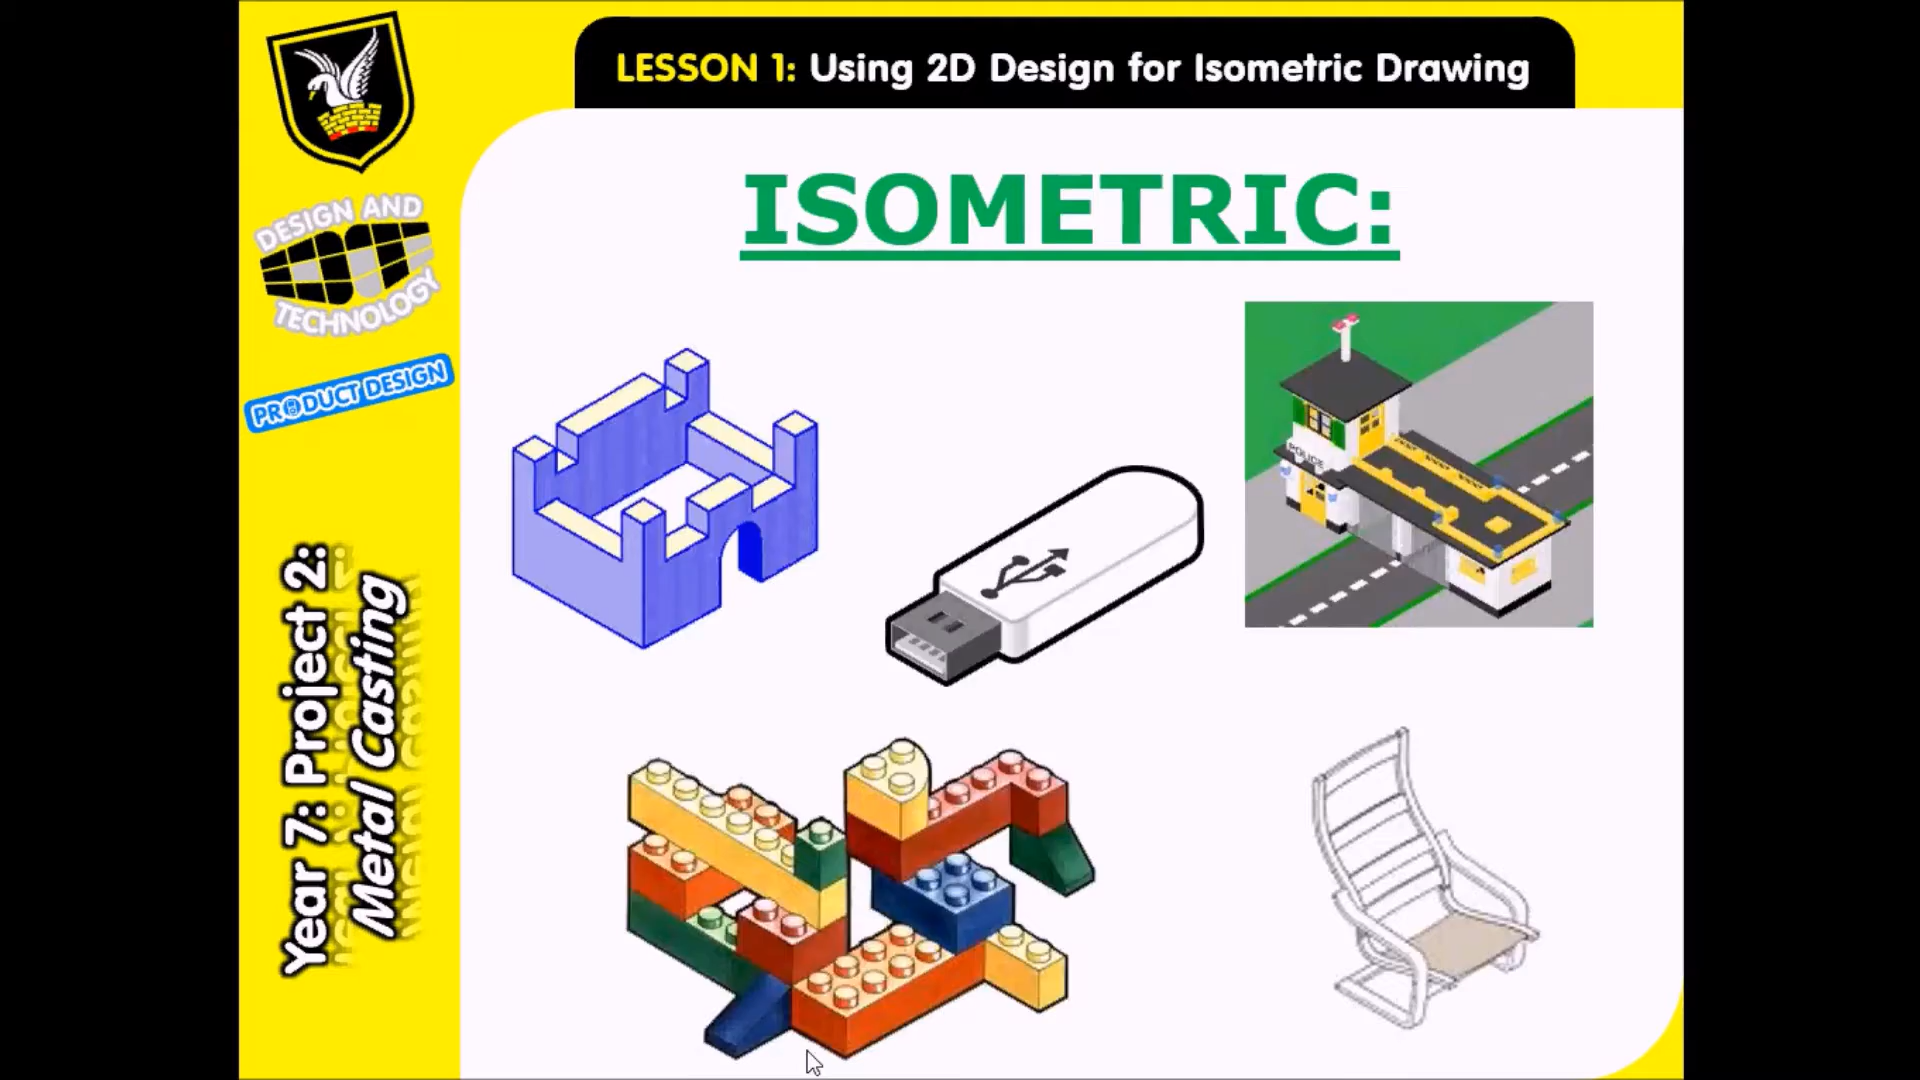 LESSON 1: Using 2D Design for Isometric Drawing
DESIGN AND
TECHNOLOGY
PRODUCT DESIGN
Year 7: Project 2:
Metal Casting
ISOMETRIC:
POLICE